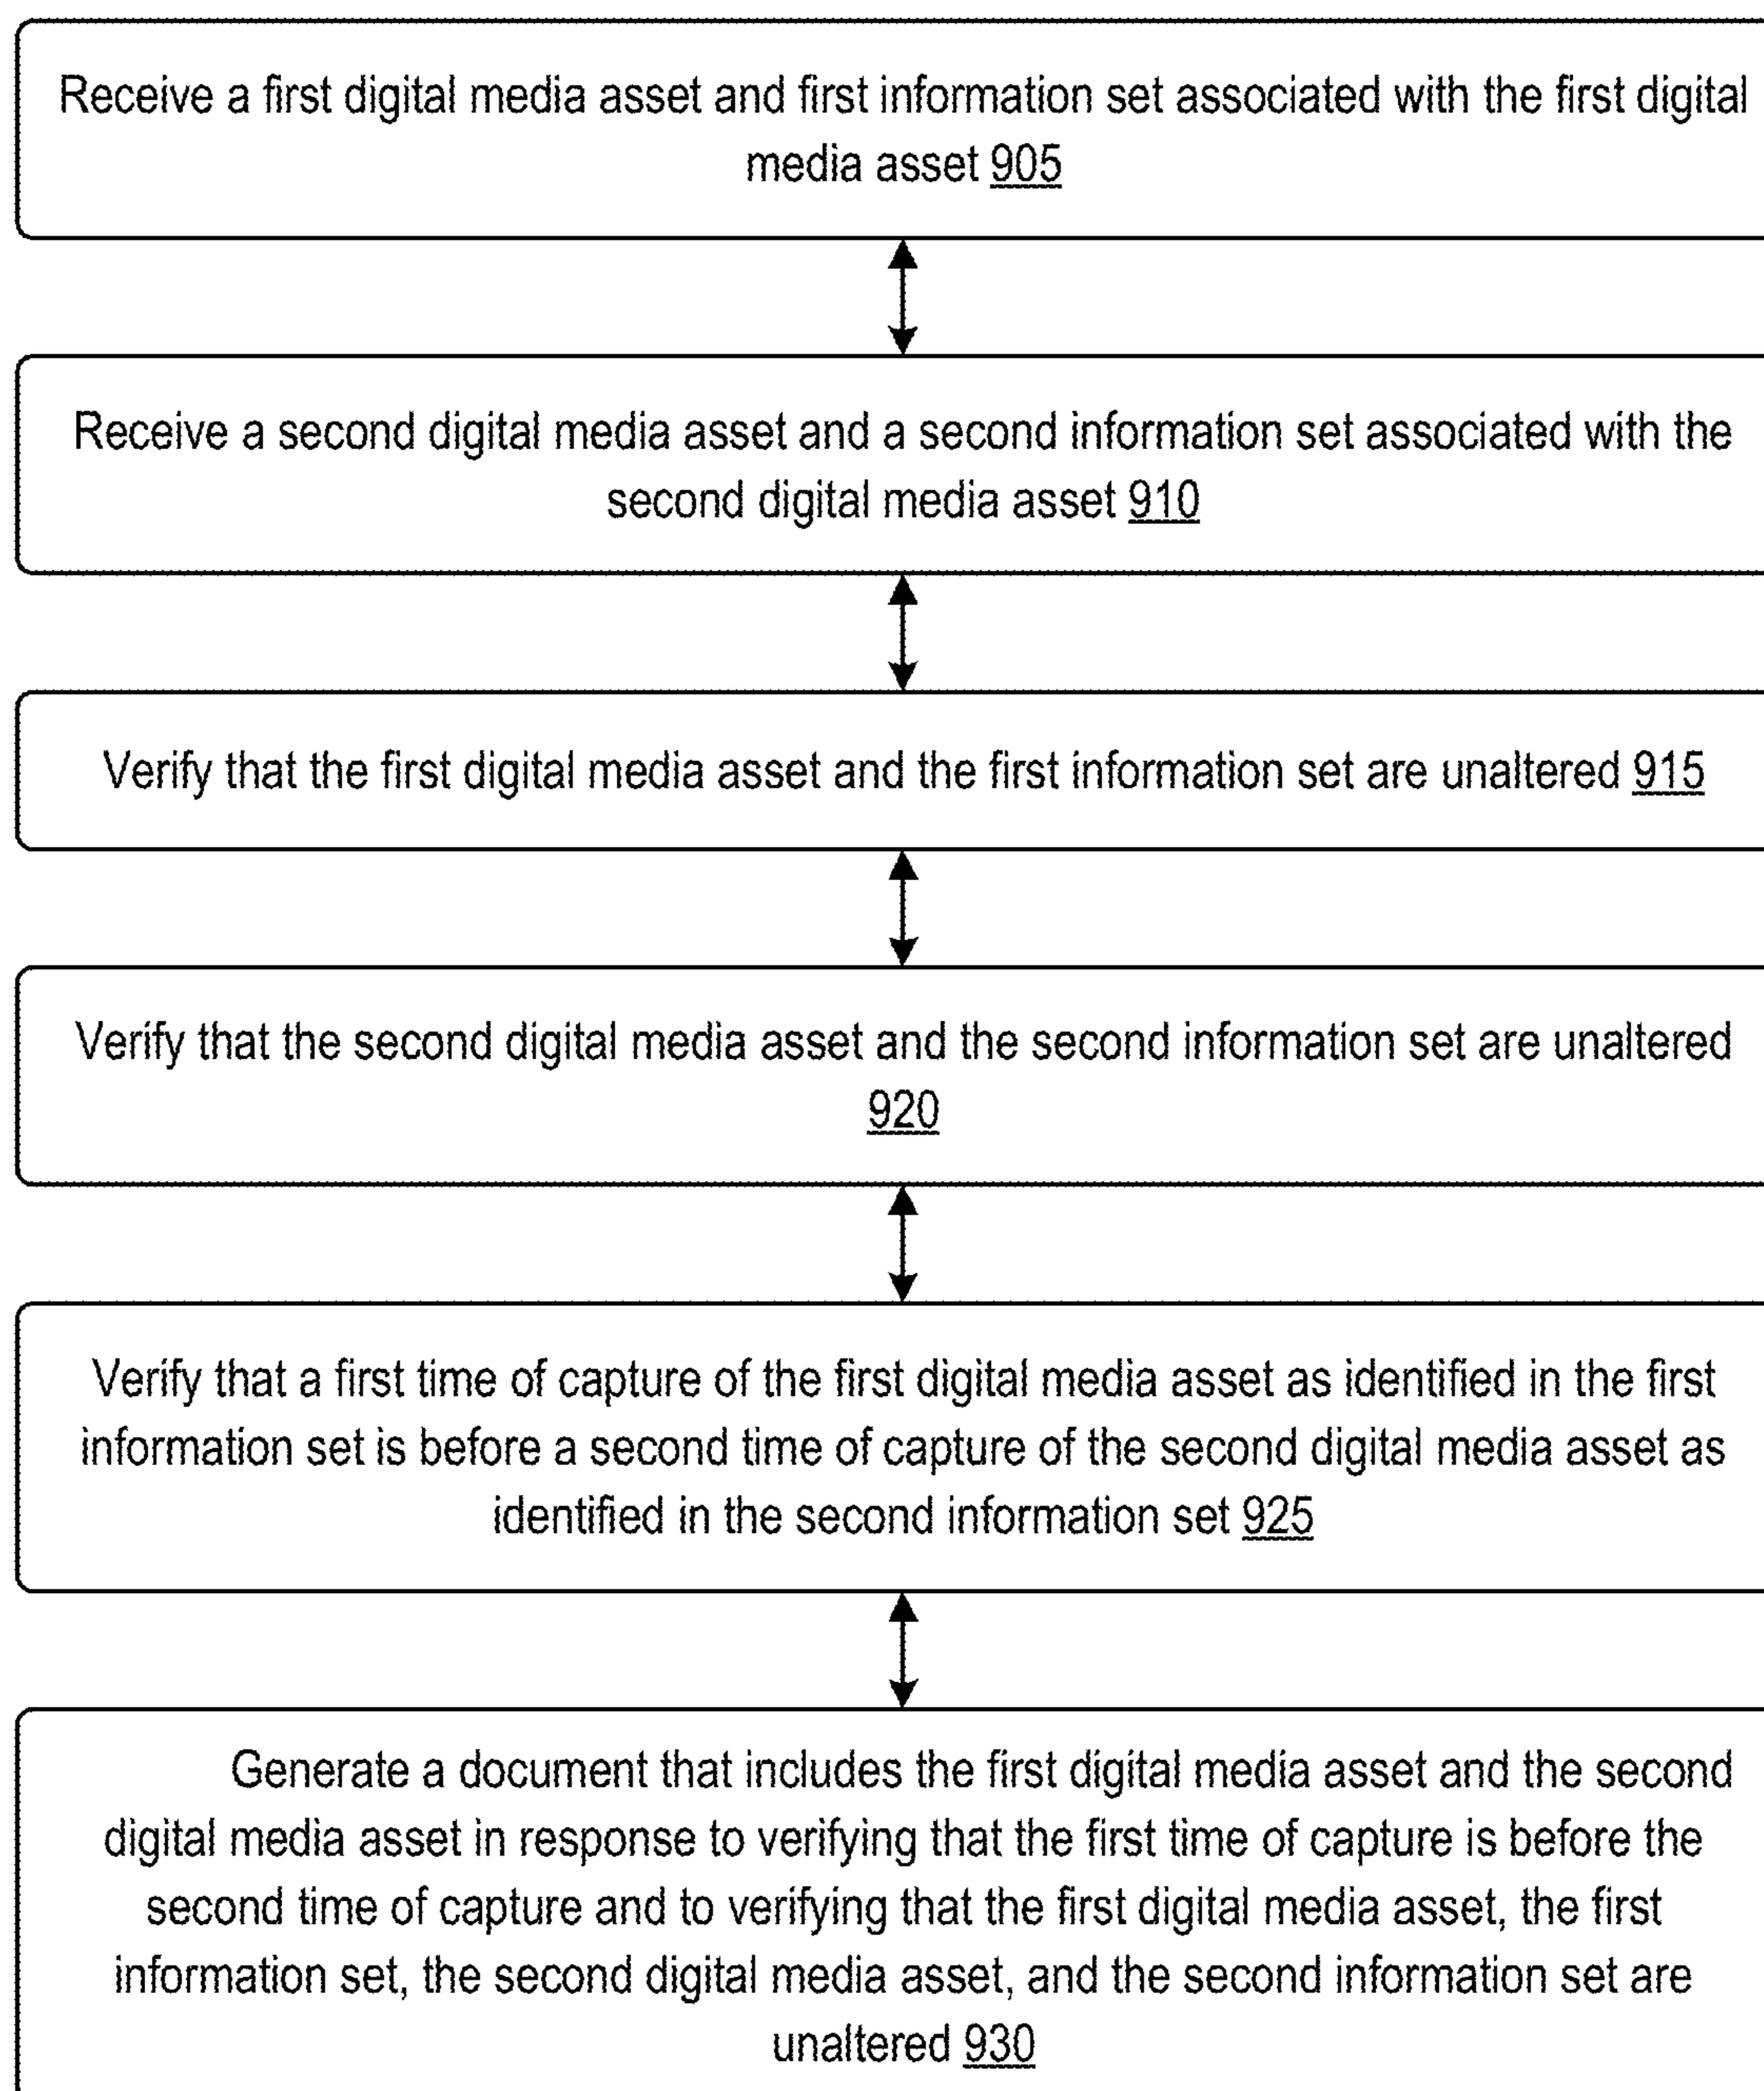 Receive a first digital media asset and first information set associated with the first digital
media asset 905
Receive a second digital media asset and a second information set associated with the
second digital media asset 910
Verify that the first digital media asset and the first information set are unaltered 915
Verify that the second digital media asset and the second information set are unaltered
920
Verify that a first time of capture of the first digital media asset as identified in the first
information set is before a second time of capture of the second digital media asset as
identified in the second information set 925
Generate a document that includes the first digital media asset and the second
digital media asset in response to verifying that the first time of capture is before the
second time of capture and to verifying that the first digital media asset, the first
information set, the second digital media asset, and the second information set are
unaltered 930